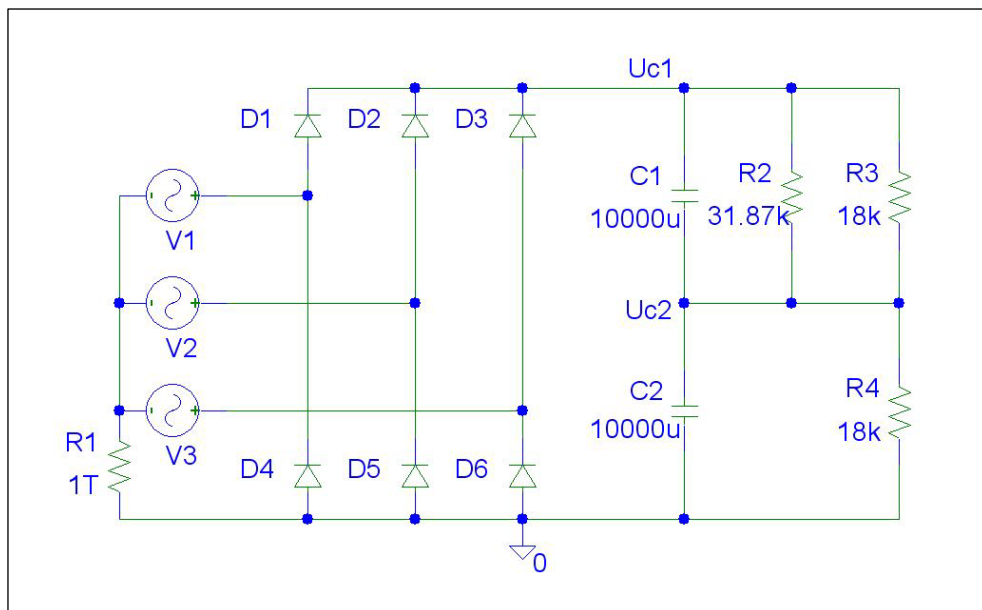 Uc1
D1 D2 D3
C1 R2 R3
10000u 31.87k 18k
V1
Uc2
V2
C2 R4
10000u 18k
R1 V3 D4 D5 D6
1T
0